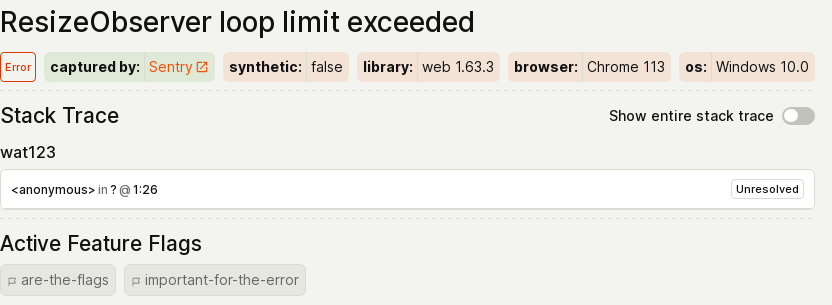 ResizeObserver loop limit exceeded
Error captured by: Sentry synthetic: false library: web 1.63.3 browser: Chrome 113 os: Windows 10.0
Stack Trace Show entire stack trace
wat123
<anonymous> in ? @ 1:26 Unresolved
Active Feature Flags
are-the-flags important-for-the-error